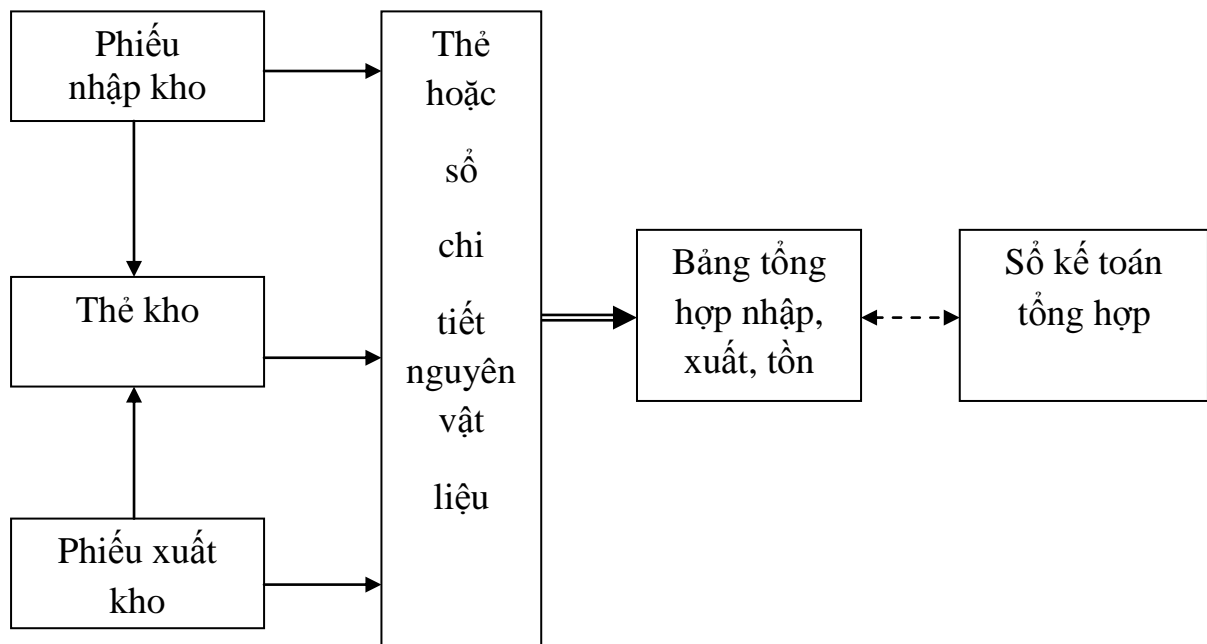 Phiếu
nhập kho
Thẻ kho
Phiếu xuất
kho
Thẻ
hoặc
sổ
chi
tiết
nguyên
vật
liệu
Bảng tổng
hợp nhập,
xuất, tồn
Sổ kế toán
tổng hợp